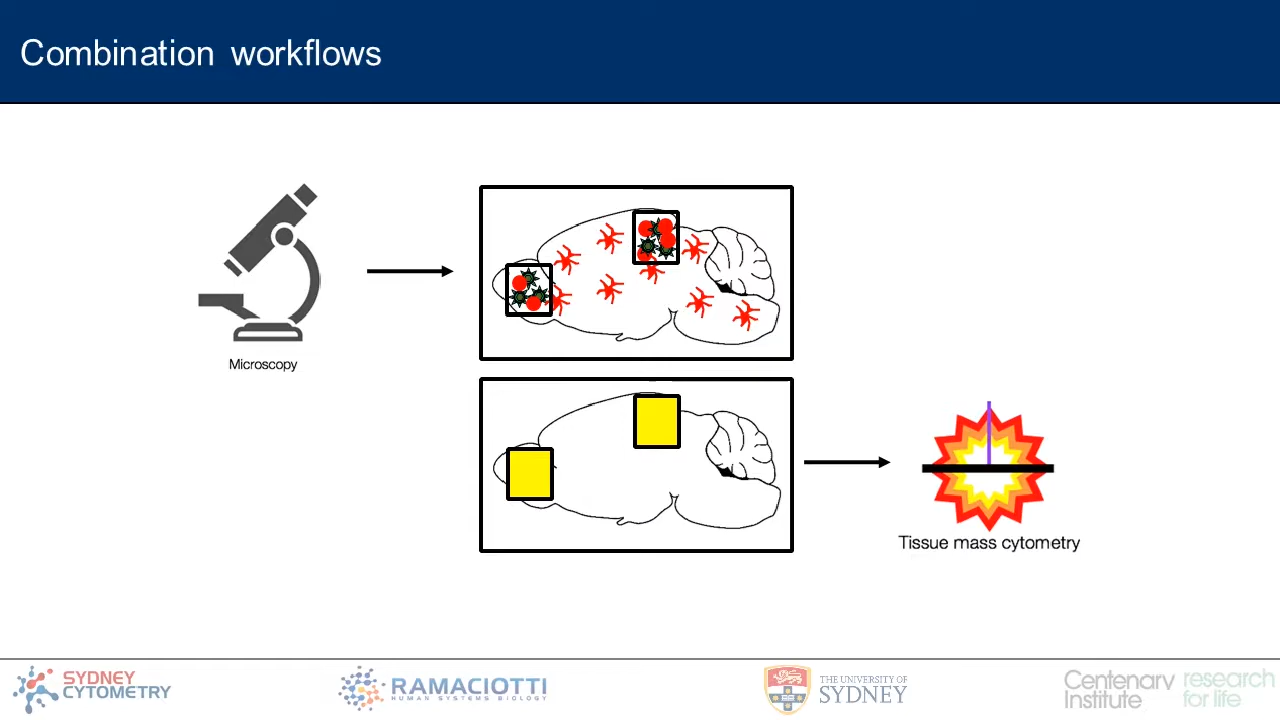 Combination workflows
Microscopy
Tissue mass cytometry
SYDNEY
CYTOMETRY
RAMACIOTTI
HUMAN SYSTEMS BIOLOGY
THE UNIVERSITY OF
SYDNEY
Centenary
Institute
research
for life